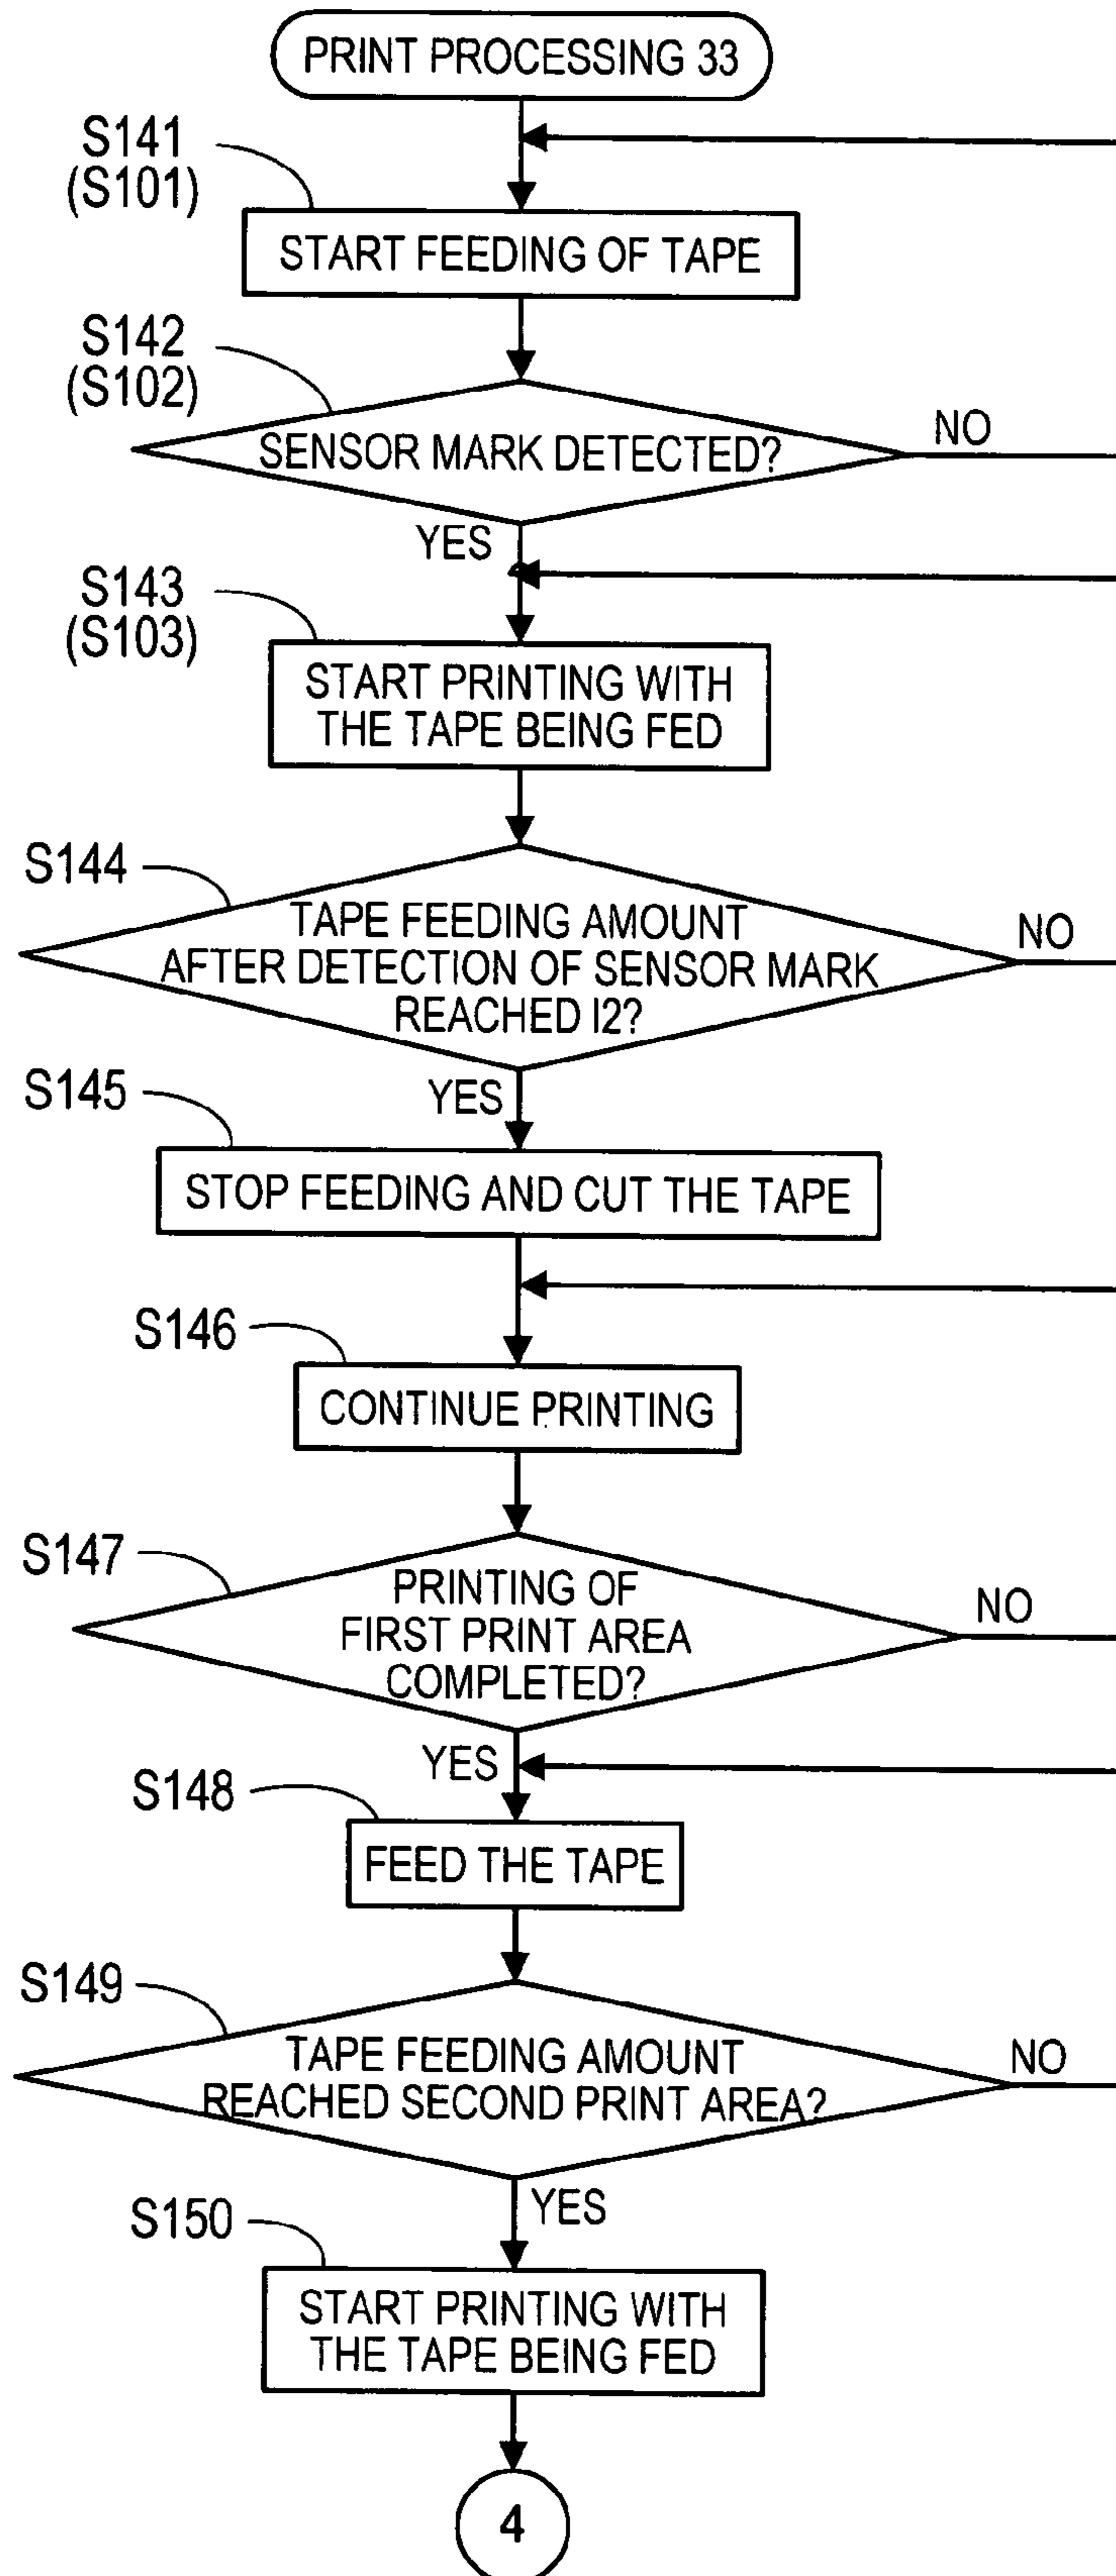 PRINT PROCESSING 33
S141
(S101)
START FEEDING OF TAPE
S142
(S102)
SENSOR MARK DETECTED?
NO
YES
S143
(S103)
START PRINTING WITH
THE TAPE BEING FED
S144
TAPE FEEDING AMOUNT
AFTER DETECTION OF SENSOR MARK
REACHED I2?
NO
YES
S145
STOP FEEDING AND CUT THE TAPE
S146
CONTINUE PRINTING
S147
PRINTING OF
FIRST PRINT AREA
COMPLETED?
NO
YES
S148
FEED THE TAPE
S149
TAPE FEEDING AMOUNT
REACHED SECOND PRINT AREA?
NO
YES
S150
START PRINTING WITH
THE TAPE BEING FED
4